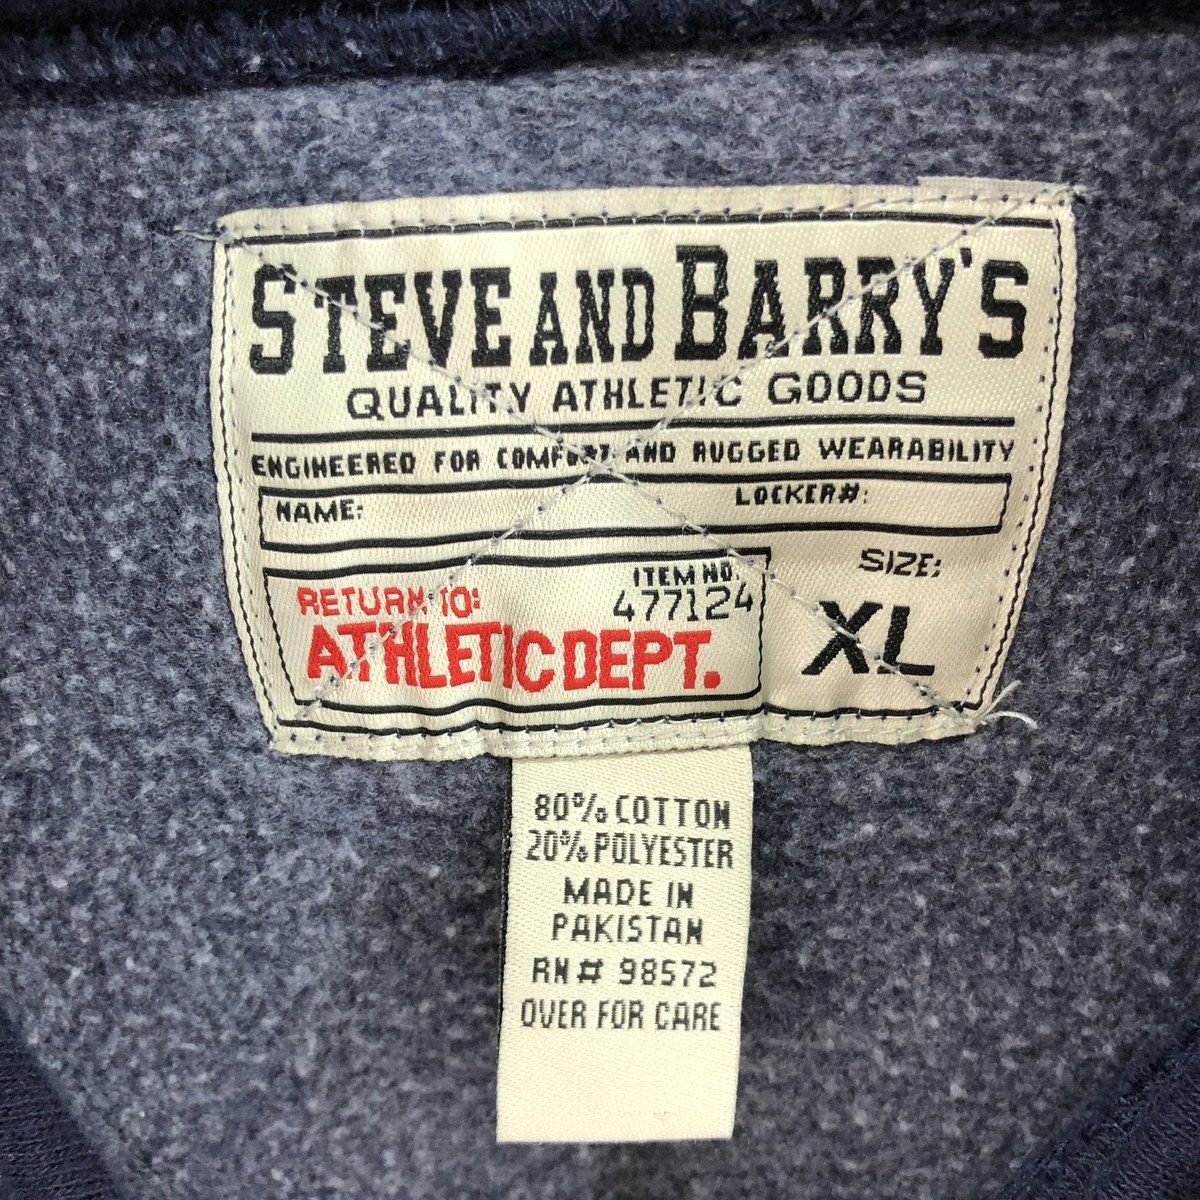 STEVE AND BARRY'S
QUALITY ATHLETIC GOODS
ENGINEERED FOR COMFORT AND RUGGED WEARABILITY
NAME: LOCKER#:
RETURN TO: ITEM NO. SIZE:
477124
ATHLETIC DEPT. XL
80% COTTON
20% POLYESTER
MADE IN
PAKISTAN
RN # 98572
OVER FOR CARE